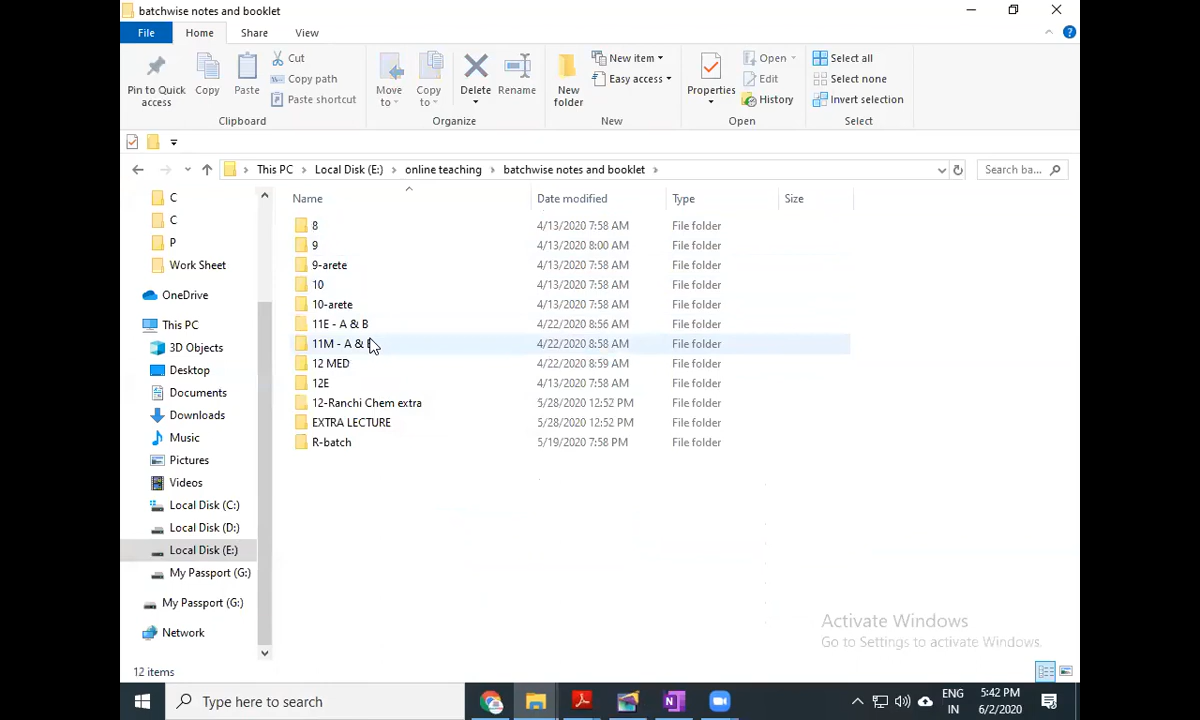 batchwise notes and booklet
File Home Share View
Pin to Quick access
Copy
Paste
Cut
Copy path
Paste shortcut
Clipboard
Move to
Copy to
Delete
Rename
Organize
New folder
New item
Easy access
New
Properties
Open
Edit
History
Open
Select all
Select none
Invert selection
Select
This PC > Local Disk (E:) > online teaching > batchwise notes and booklet >
Search ba...
C
C
P
Work Sheet
OneDrive
This PC
3D Objects
Desktop
Documents
Downloads
Music
Pictures
Videos
Local Disk (C:)
Local Disk (D:)
Local Disk (E:)
My Passport (G:)
My Passport (G:)
Network
Name Date modified Type Size
8 4/13/2020 7:58 AM File folder
9 4/13/2020 8:00 AM File folder
9-arete 4/13/2020 7:58 AM File folder
10 4/13/2020 7:58 AM File folder
10-arete 4/13/2020 7:58 AM File folder
11E - A & B 4/22/2020 8:56 AM File folder
11M - A & B 4/22/2020 8:58 AM File folder
12 MED 4/22/2020 8:59 AM File folder
12E 4/13/2020 7:58 AM File folder
12-Ranchi Chem extra 5/28/2020 12:52 PM File folder
EXTRA LECTURE 5/28/2020 12:52 PM File folder
R-batch 5/19/2020 7:58 PM File folder
Activate Windows
Go to Settings to activate Windows.
12 items
Type here to search
ENG
IN
5:42 PM
6/2/2020